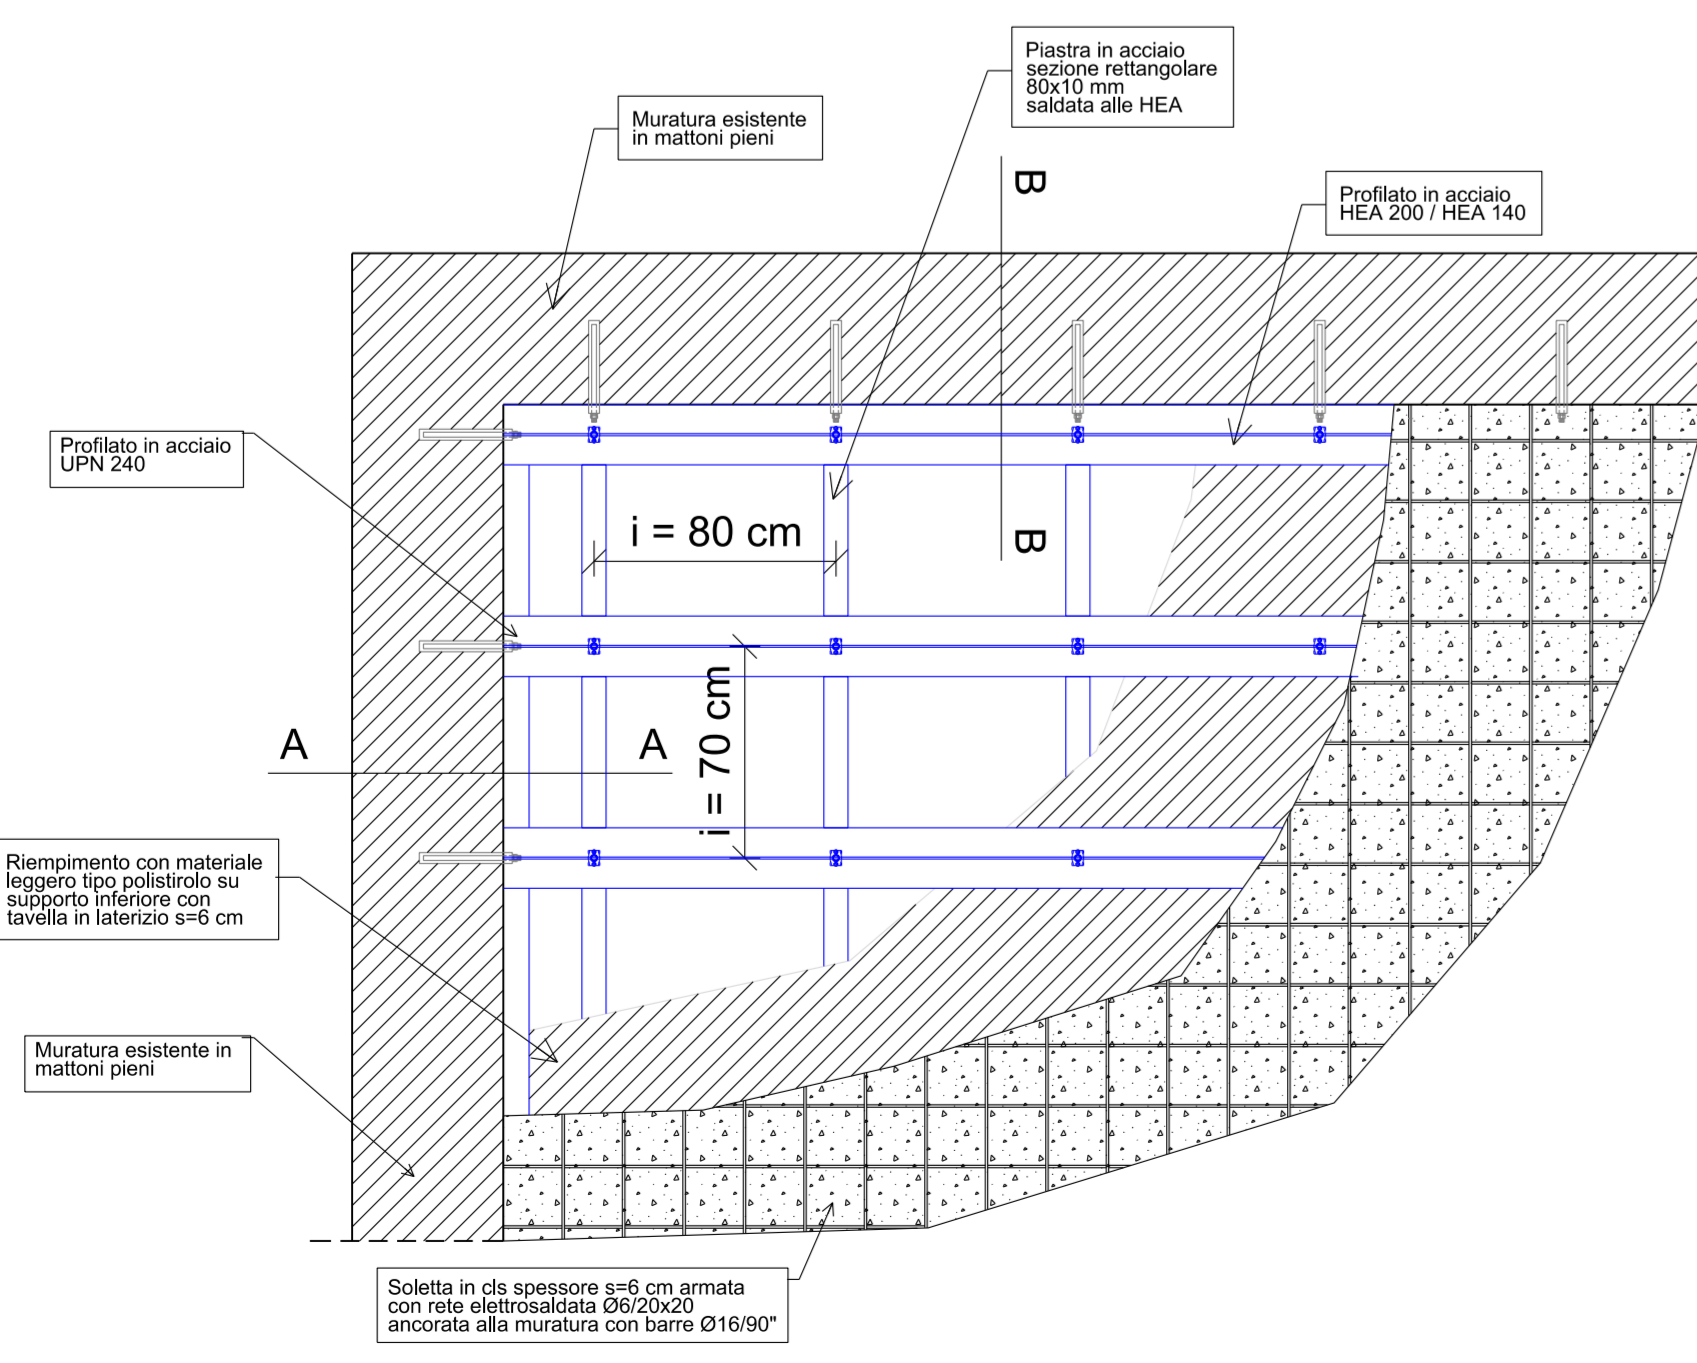 Piastra in acciaio
sezione rettangolare
80x10 mm
saldata alle HEA
Muratura esistente
in mattoni pieni
B
Profilato in acciaio
HEA 200 / HEA 140
Profilato in acciaio
UPN 240
i = 80 cm
B
i = 70 cm
A
A
Riempimento con materiale
leggero tipo polistirolo su
supporto inferiore con
tavella in laterizio s=6 cm
Muratura esistente in
mattoni pieni
Soletta in cls spessore s=6 cm armata
con rete elettrosaldata Ø6/20x20
ancorata alla muratura con barre Ø16/90"